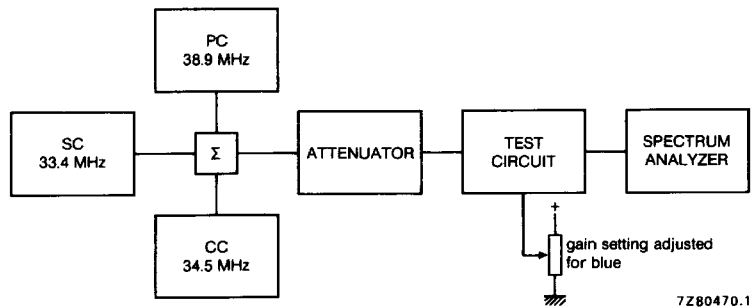 PC
38.9 MHz
SC
33.4 MHz
Σ
ATTENUATOR
TEST
CIRCUIT
SPECTRUM
ANALYZER
CC
34.5 MHz
+
gain setting adjusted
for blue
7Z80470.1